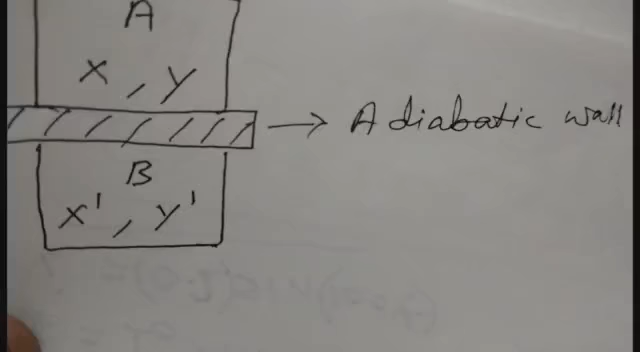 A
X , Y
Adiabatic wall
B
X' , Y'